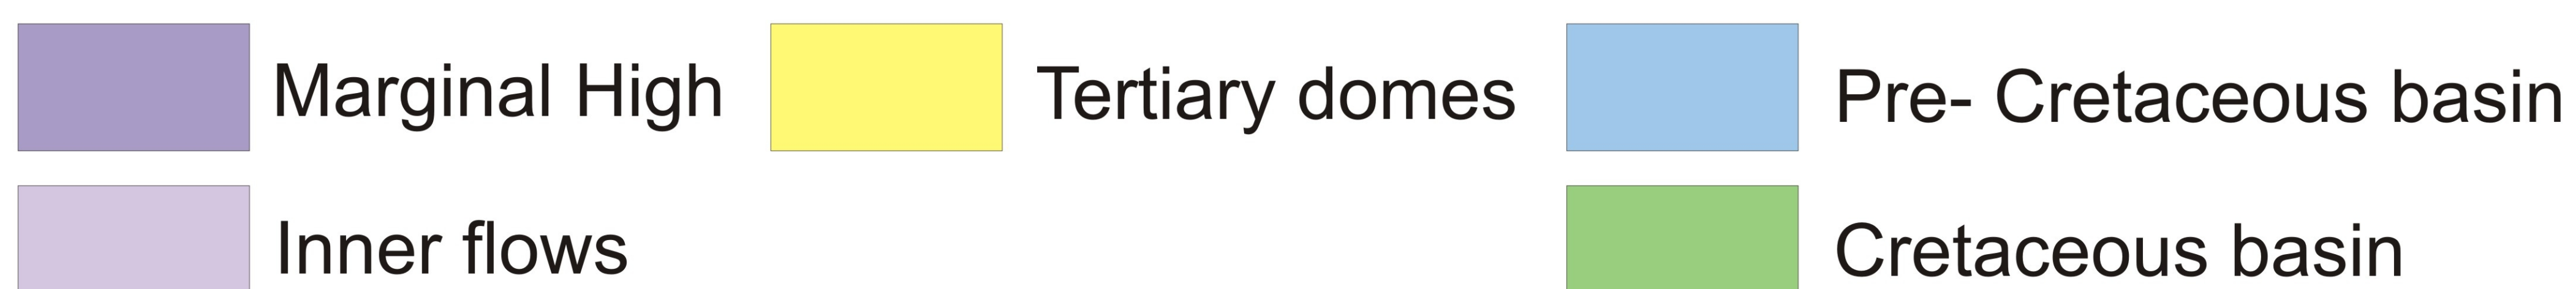 Marginal High
Tertiary domes
Pre- Cretaceous basin
Inner flows
Cretaceous basin